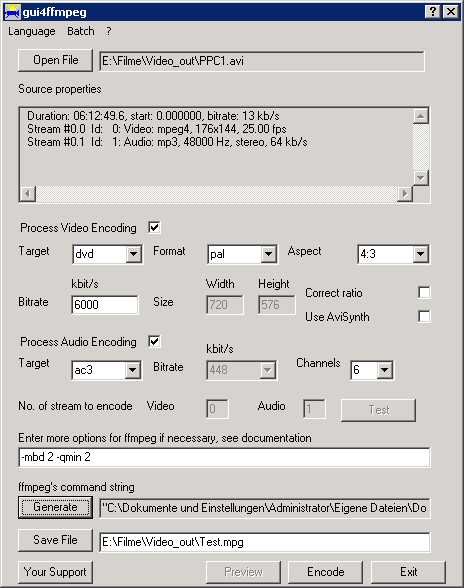 gui4ffmpeg
Language Batch ?
Open File E:\Filme\Video_out\PPC1.avi
Source properties
Duration: 06:12:49.6, start: 0.000000, bitrate: 13 kb/s
Stream #0.0 Id: 0: Video: mpeg4, 176x144, 25.00 fps
Stream #0.1 Id: 1: Audio: mp3, 48000 Hz, stereo, 64 kb/s
Process Video Encoding
Target dvd Format pal Aspect 4:3
kbit/s Width Height
Bitrate 6000 Size 720 576 Correct ratio
Use AviSynth
Process Audio Encoding
kbit/s
Target ac3 Bitrate 448 Channels 6
No. of stream to encode Video 0 Audio 1 Test
Enter more options for ffmpeg if necessary, see documentation
-mbd 2 -qmin 2
ffmpeg's command string
Generate "C:\Dokumente und Einstellungen\Administrator\Eigene Dateien\Do
Save File E:\Filme\Video_out\Test.mpg
Your Support Preview Encode Exit